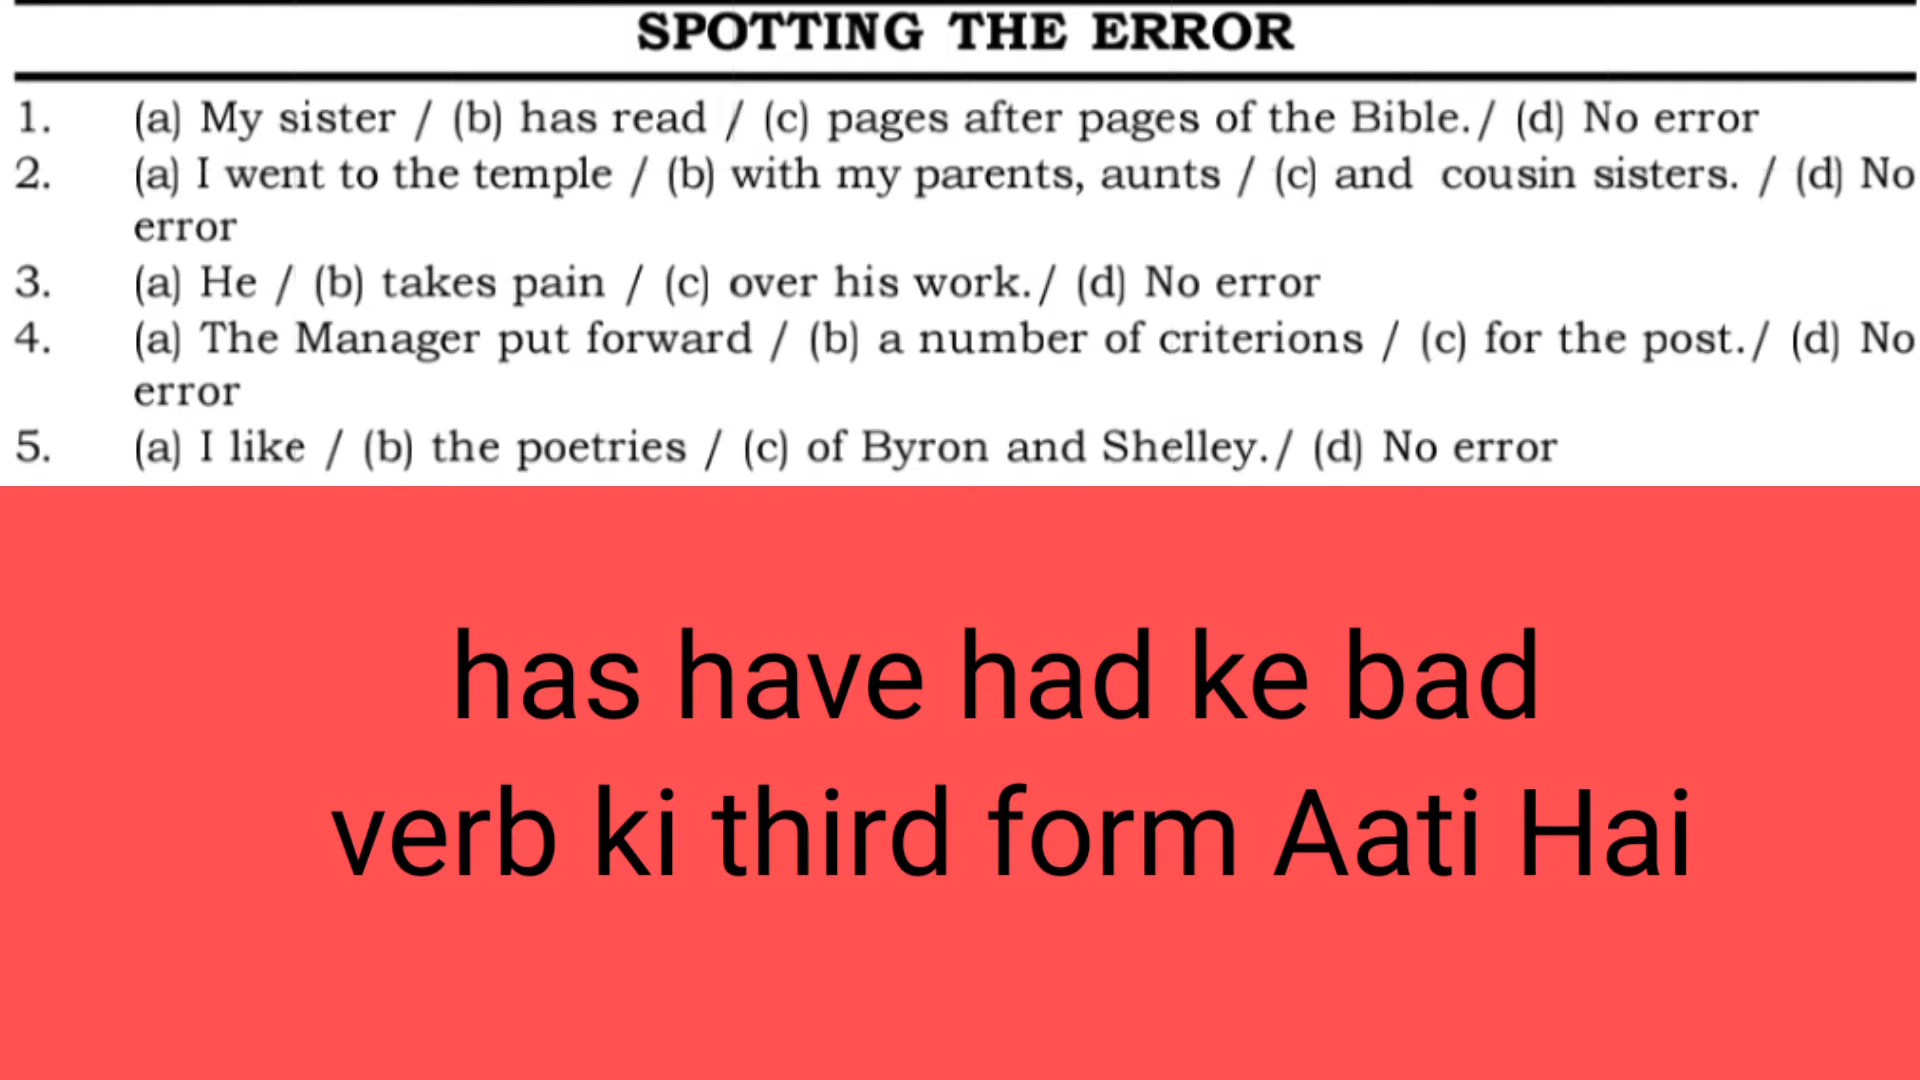 SPOTTING THE ERROR
1. (a) My sister / (b) has read / (c) pages after pages of the Bible./ (d) No error
2. (a) I went to the temple / (b) with my parents, aunts / (c) and cousin sisters. / (d) No
error
3. (a) He / (b) takes pain / (c) over his work./ (d) No error
4. (a) The Manager put forward / (b) a number of criterions / (c) for the post./ (d) No
error
5. (a) I like / (b) the poetries / (c) of Byron and Shelley./ (d) No error
has have had ke bad
verb ki third form Aati Hai